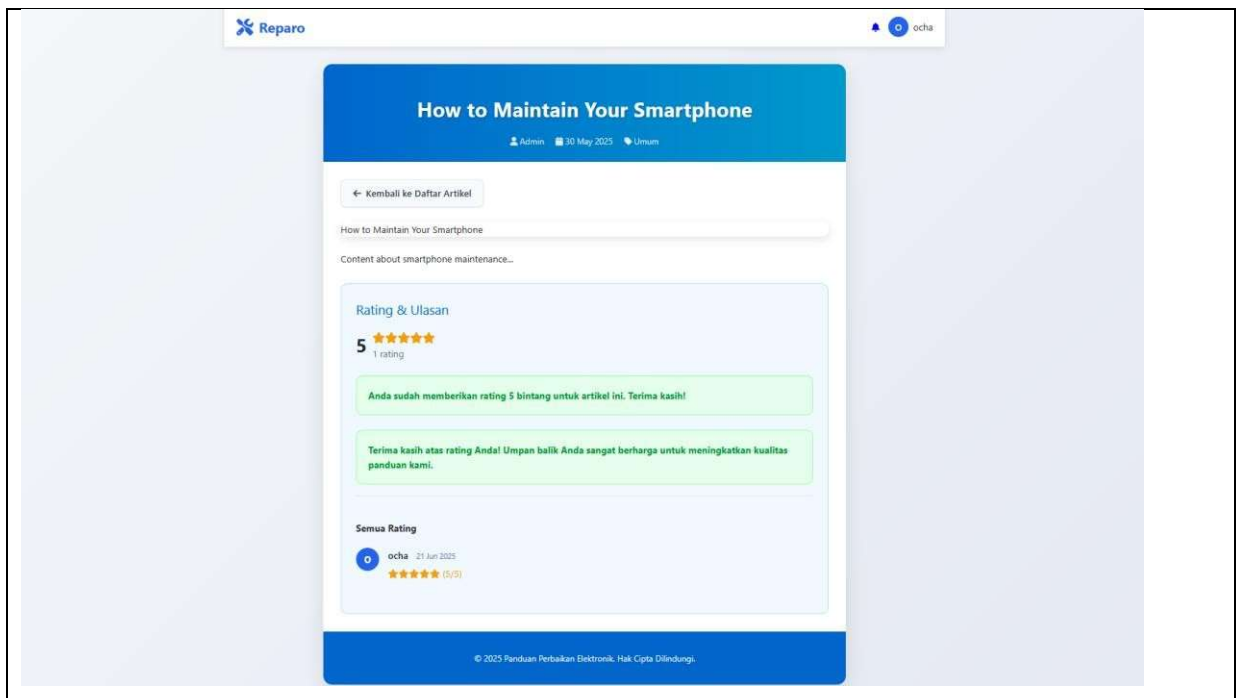 Reparo
O ocha
How to Maintain Your Smartphone
Admin 30 May 2025 Umum
← Kembali ke Daftar Artikel
How to Maintain Your Smartphone
Content about smartphone maintenance...
Rating & Ulasan
5
1 rating
Anda sudah memberikan rating 5 bintang untuk artikel ini. Terima kasih!
Terima kasih atas rating Anda! Umpan balik Anda sangat berharga untuk meningkatkan kualitas
panduan kami.
Semua Rating
O ocha 21 Jun 2025
(5/5)
© 2025 Panduan Perbaikan Elektronik. Hak Cipta Dilindungi.